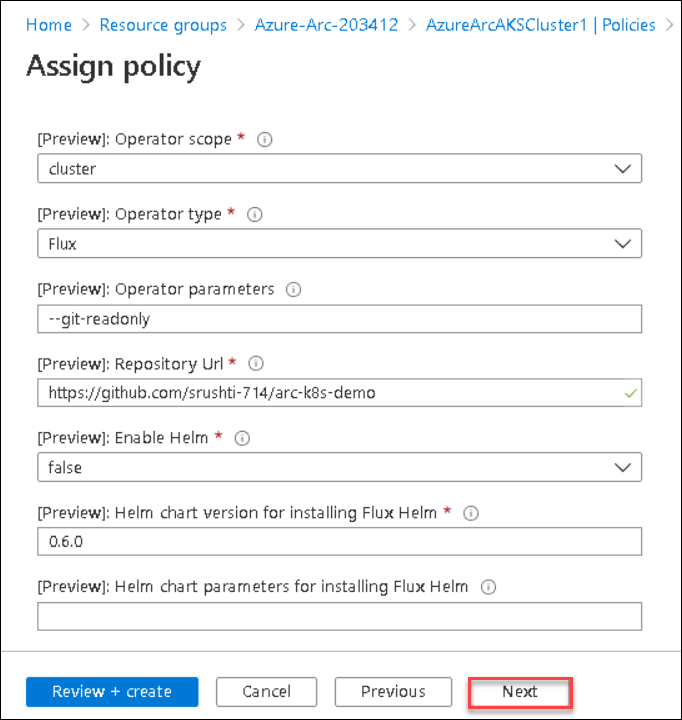 Home > Resource groups > Azure-Arc-203412 > AzureArcAKSCluster1 | Policies >
Assign policy
[Preview]: Operator scope *
cluster
[Preview]: Operator type *
Flux
[Preview]: Operator parameters
--git-readonly
[Preview]: Repository Url *
https://github.com/srushti-714/arc-k8s-demo
[Preview]: Enable Helm *
false
[Preview]: Helm chart version for installing Flux Helm *
0.6.0
[Preview]: Helm chart parameters for installing Flux Helm
Review + create Cancel Previous Next